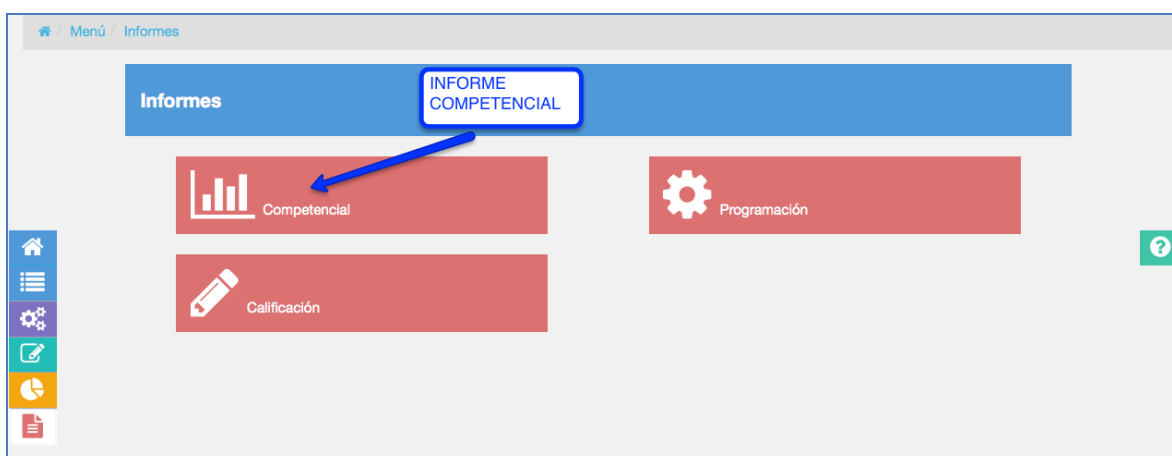 / Menú / Informes
INFORME
COMPETENCIAL
Informes
Competencial
Programación
Calificación